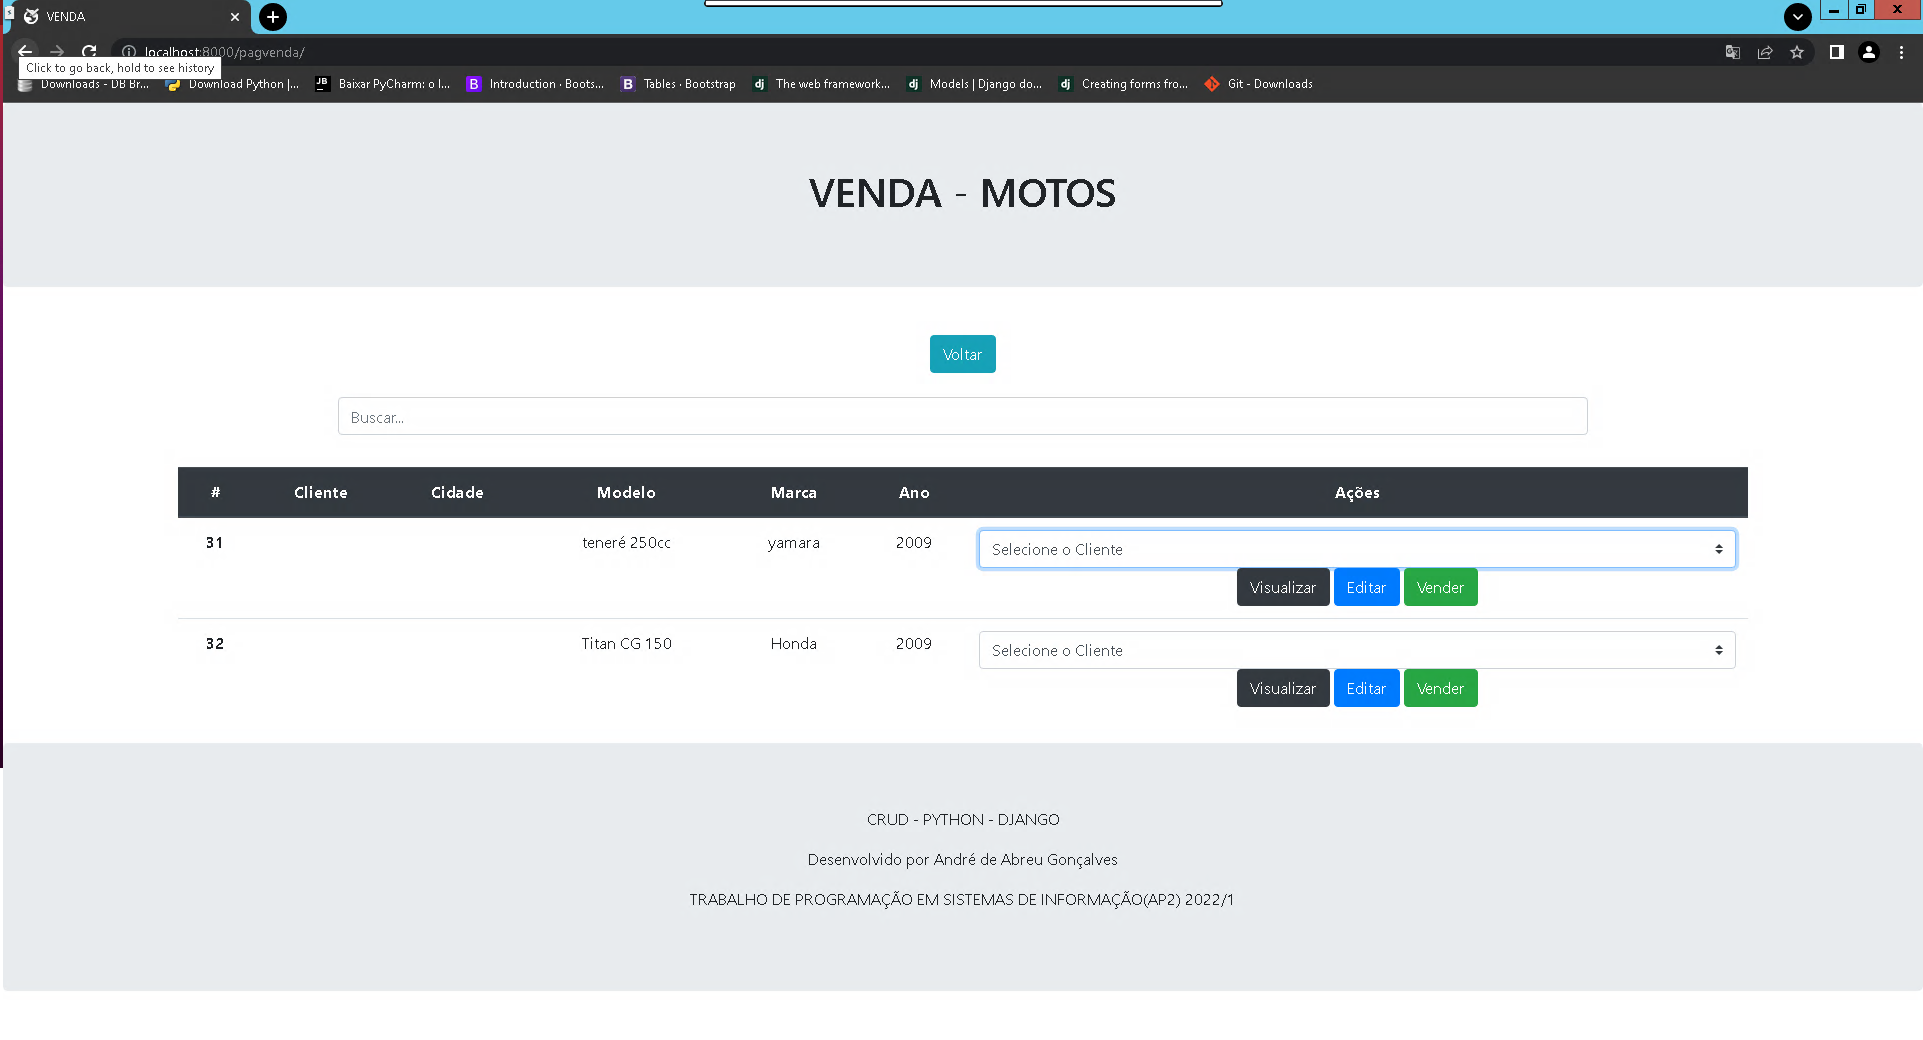 VENDA
localhost:8000/pagvenda/
Click to go back, hold to see history
Downloads - DB Br... Download Python |... Baixar PyCharm: o I... Introduction · Boots... Tables · Bootstrap The web framework... Models | Django do... Creating forms fro... Git - Downloads
VENDA - MOTOS
Voltar
Buscar...
# Cliente Cidade Modelo Marca Ano Ações
31 teneré 250cc yamara 2009 Selecione o Cliente
Visualizar Editar Vender
32 Titan CG 150 Honda 2009 Selecione o Cliente
Visualizar Editar Vender
CRUD - PYTHON - DJANGO
Desenvolvido por André de Abreu Gonçalves
TRABALHO DE PROGRAMAÇÃO EM SISTEMAS DE INFORMAÇÃO(AP2) 2022/1